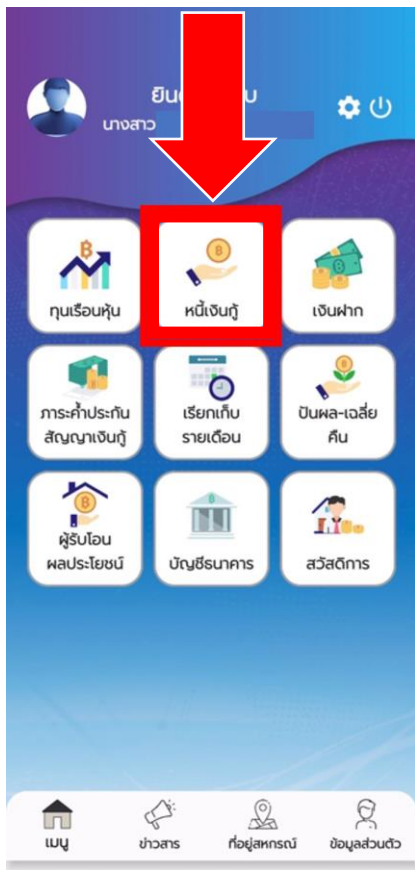 นางสาว
ทุนเรือนหุ้น
หนี้เงินกู้
เงินฝาก
ภาระค้ำประกัน
สัญญาเงินกู้
เรียกเก็บ
รายเดือน
ปันผล-เฉลี่ย
คืน
ผู้รับโอน
ผลประโยชน์
บัญชีธนาคาร
สวัสดิการ
เมนู
ข่าวสาร
ที่อยู่สหกรณ์
ข้อมูลส่วนตัว